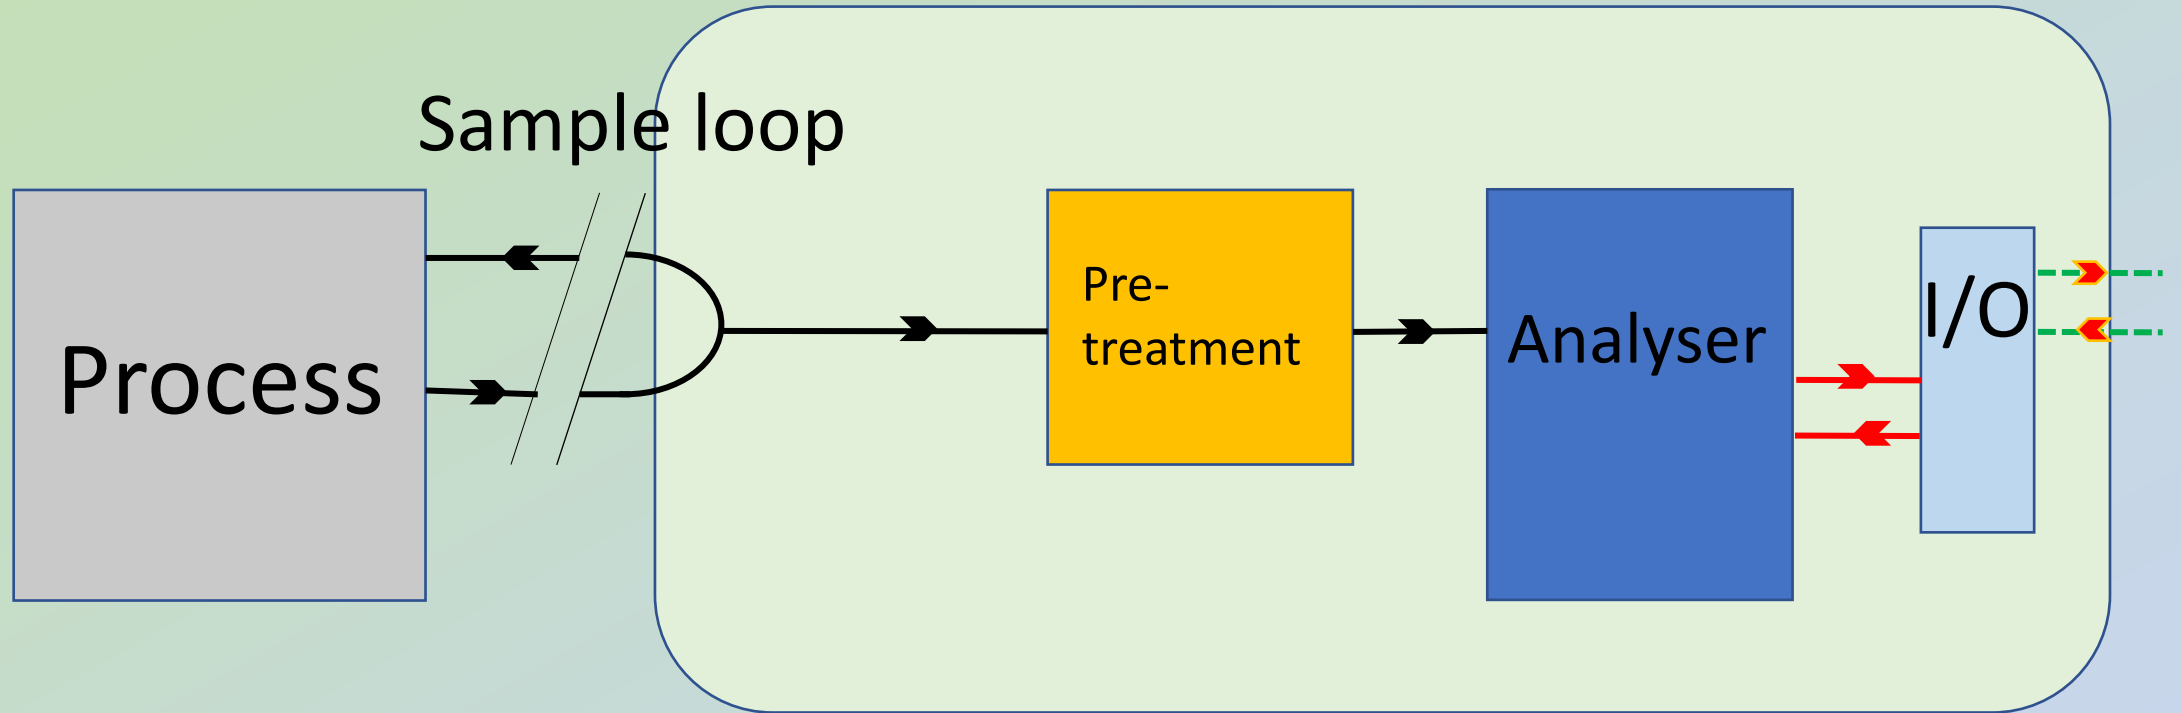 Sample loop
Process
Pre-
treatment
Analyser
I/O